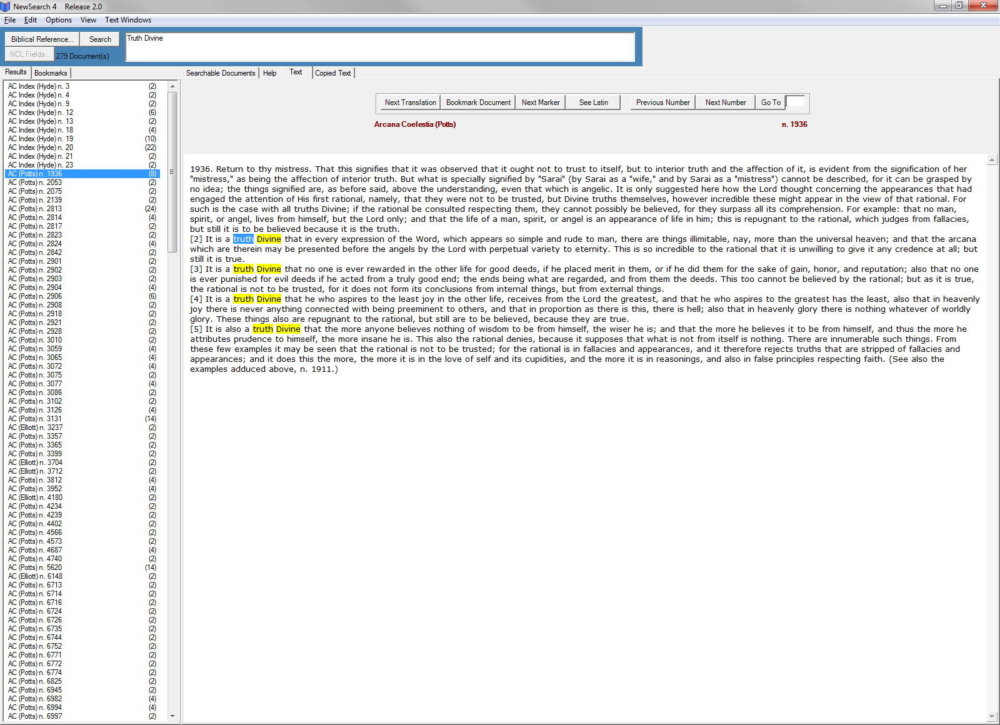 NewSearch 4    Release 2.0
File Edit Options View Text Windows
Biblical Reference... Search
Truth Divine
NCL Fields... 279 Document(s)
Results Bookmarks
Searchable Documents Help Text Copied Text
AC Index (Hyde) n. 3 (2)
AC Index (Hyde) n. 4 (2)
AC Index (Hyde) n. 9 (2)
AC Index (Hyde) n. 12 (6)
AC Index (Hyde) n. 13 (2)
AC Index (Hyde) n. 18 (4)
AC Index (Hyde) n. 19 (10)
AC Index (Hyde) n. 20 (22)
AC Index (Hyde) n. 21 (2)
AC Index (Hyde) n. 23 (2)
AC (Potts) n. 1936 (8)
AC (Potts) n. 2053 (2)
AC (Potts) n. 2075 (2)
AC (Potts) n. 2139 (2)
AC (Potts) n. 2813 (24)
AC (Potts) n. 2814 (4)
AC (Potts) n. 2817 (2)
AC (Potts) n. 2823 (2)
AC (Potts) n. 2824 (4)
AC (Potts) n. 2842 (2)
AC (Potts) n. 2901 (2)
AC (Potts) n. 2902 (2)
AC (Potts) n. 2903 (2)
AC (Potts) n. 2904 (4)
AC (Potts) n. 2906 (6)
AC (Potts) n. 2908 (2)
AC (Potts) n. 2918 (2)
AC (Potts) n. 2921 (2)
AC (Potts) n. 2928 (2)
AC (Potts) n. 3010 (2)
AC (Potts) n. 3059 (4)
AC (Potts) n. 3065 (4)
AC (Potts) n. 3072 (4)
AC (Potts) n. 3075 (2)
AC (Potts) n. 3077 (4)
AC (Potts) n. 3086 (2)
AC (Potts) n. 3102 (2)
AC (Potts) n. 3126 (4)
AC (Potts) n. 3131 (14)
AC (Elliott) n. 3237 (2)
AC (Potts) n. 3357 (2)
AC (Potts) n. 3365 (2)
AC (Potts) n. 3399 (2)
AC (Elliott) n. 3704 (2)
AC (Elliott) n. 3712 (2)
AC (Potts) n. 3812 (4)
AC (Potts) n. 3952 (4)
AC (Elliott) n. 4180 (2)
AC (Potts) n. 4234 (2)
AC (Potts) n. 4239 (2)
AC (Potts) n. 4402 (2)
AC (Potts) n. 4566 (2)
AC (Potts) n. 4573 (2)
AC (Potts) n. 4687 (4)
AC (Potts) n. 4740 (2)
AC (Potts) n. 5620 (14)
AC (Elliott) n. 6148 (2)
AC (Potts) n. 6713 (2)
AC (Potts) n. 6714 (2)
AC (Potts) n. 6716 (2)
AC (Potts) n. 6724 (2)
AC (Potts) n. 6726 (2)
AC (Potts) n. 6735 (2)
AC (Potts) n. 6744 (2)
AC (Potts) n. 6752 (2)
AC (Potts) n. 6771 (2)
AC (Potts) n. 6772 (2)
AC (Potts) n. 6774 (2)
AC (Potts) n. 6825 (2)
AC (Potts) n. 6945 (2)
AC (Potts) n. 6982 (4)
AC (Potts) n. 6994 (4)
AC (Potts) n. 6997 (2)
Next Translation Bookmark Document Next Marker See Latin Previous Number Next Number Go To
Arcana Coelestia (Potts) n. 1936
1936. Return to thy mistress. That this signifies that it was observed that it ought not to trust to itself, but to interior truth and the affection of it, is evident from the signification of her
"mistress," as being the affection of interior truth. But what is specially signified by "Sarai" (by Sarai as a "wife," and by Sarai as a "mistress") cannot be described, for it can be grasped by
no idea; the things signified are, as before said, above the understanding, even that which is angelic. It is only suggested here how the Lord thought concerning the appearances that had
engaged the attention of His first rational, namely, that they were not to be trusted, but Divine truths themselves, however incredible these might appear in the view of that rational. For
such is the case with all truths Divine; if the rational be consulted respecting them, they cannot possibly be believed, for they surpass all its comprehension. For example: that no man,
spirit, or angel, lives from himself, but the Lord only; and that the life of a man, spirit, or angel is an appearance of life in him; this is repugnant to the rational, which judges from fallacies,
but still it is to be believed because it is the truth.
[2] It is a truth Divine that in every expression of the Word, which appears so simple and rude to man, there are things illimitable, nay, more than the universal heaven; and that the arcana
which are therein may be presented before the angels by the Lord with perpetual variety to eternity. This is so incredible to the rational that it is unwilling to give it any credence at all; but
still it is true.
[3] It is a truth Divine that no one is ever rewarded in the other life for good deeds, if he placed merit in them, or if he did them for the sake of gain, honor, and reputation; also that no one
is ever punished for evil deeds if he acted from a truly good end; the ends being what are regarded, and from them the deeds. This too cannot be believed by the rational; but as it is true,
the rational is not to be trusted, for it does not form its conclusions from internal things, but from external things.
[4] It is a truth Divine that he who aspires to the least joy in the other life, receives from the Lord the greatest, and that he who aspires to the greatest has the least, also that in heavenly
joy there is never anything connected with being preeminent to others, and that in proportion as there is this, there is hell; also that in heavenly glory there is nothing whatever of worldly
glory. These things also are repugnant to the rational, but still are to be believed, because they are true.
[5] It is also a truth Divine that the more anyone believes nothing of wisdom to be from himself, the wiser he is; and that the more he believes it to be from himself, and thus the more he
attributes prudence to himself, the more insane he is. This also the rational denies, because it supposes that what is not from itself is nothing. There are innumerable such things. From
these few examples it may be seen that the rational is not to be trusted; for the rational is in fallacies and appearances, and it therefore rejects truths that are stripped of fallacies and
appearances; and it does this the more, the more it is in the love of self and its cupidities, and the more it is in reasonings, and also in false principles respecting faith. (See also the
examples adduced above, n. 1911.)